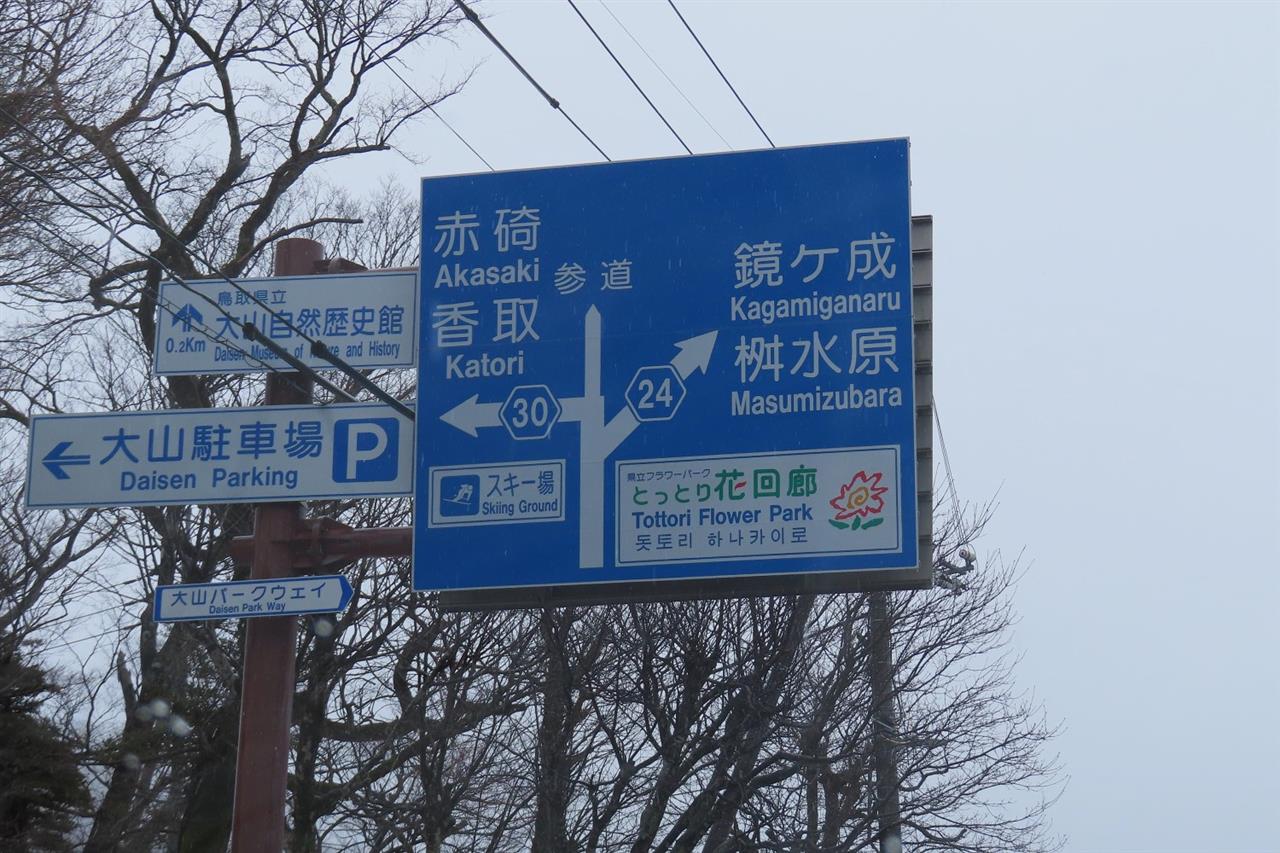 鳥取県立
大山自然歴史館
0.2Km
Daisen Museum of Nature and History
大山駐車場 P
Daisen Parking
大山パークウェイ
Daisen Park Way
赤碕
Akasaki
香取
Katori
参道
鏡ケ成
Kagamiganaru
桝水原
Masumizubara
30
24
スキー場
Skiing Ground
県立フラワーパーク
とっとり花回廊
Tottori Flower Park
돗토리 하나카이로